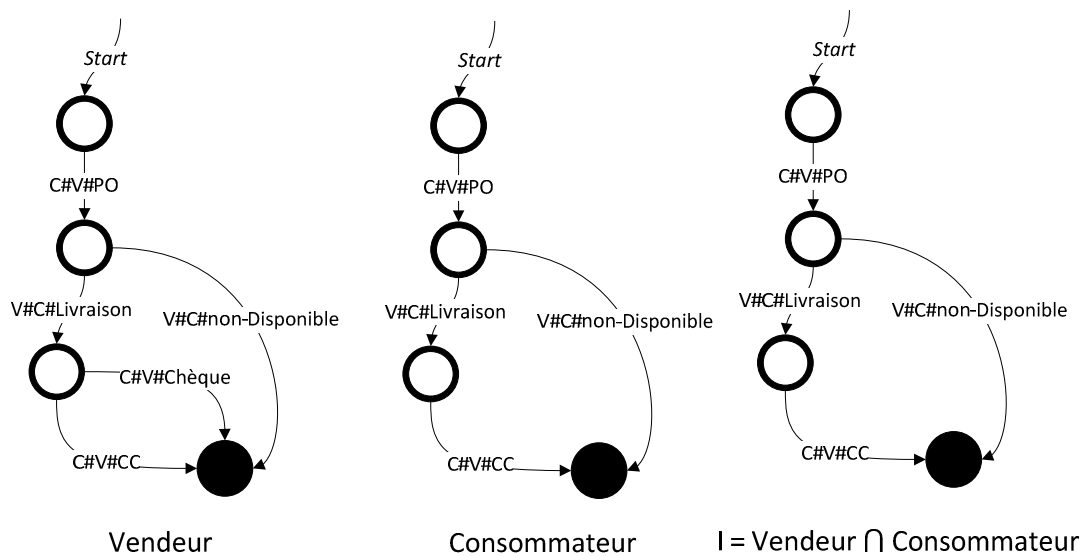 Start
C#V#PO
V#C#Livraison
V#C#non-Disponible
C#V#Chèque
C#V#CC
Vendeur
Start
C#V#PO
V#C#Livraison
V#C#non-Disponible
C#V#CC
Consommateur
Start
C#V#PO
V#C#Livraison
V#C#non-Disponible
C#V#CC
I = Vendeur ⋂ Consommateur